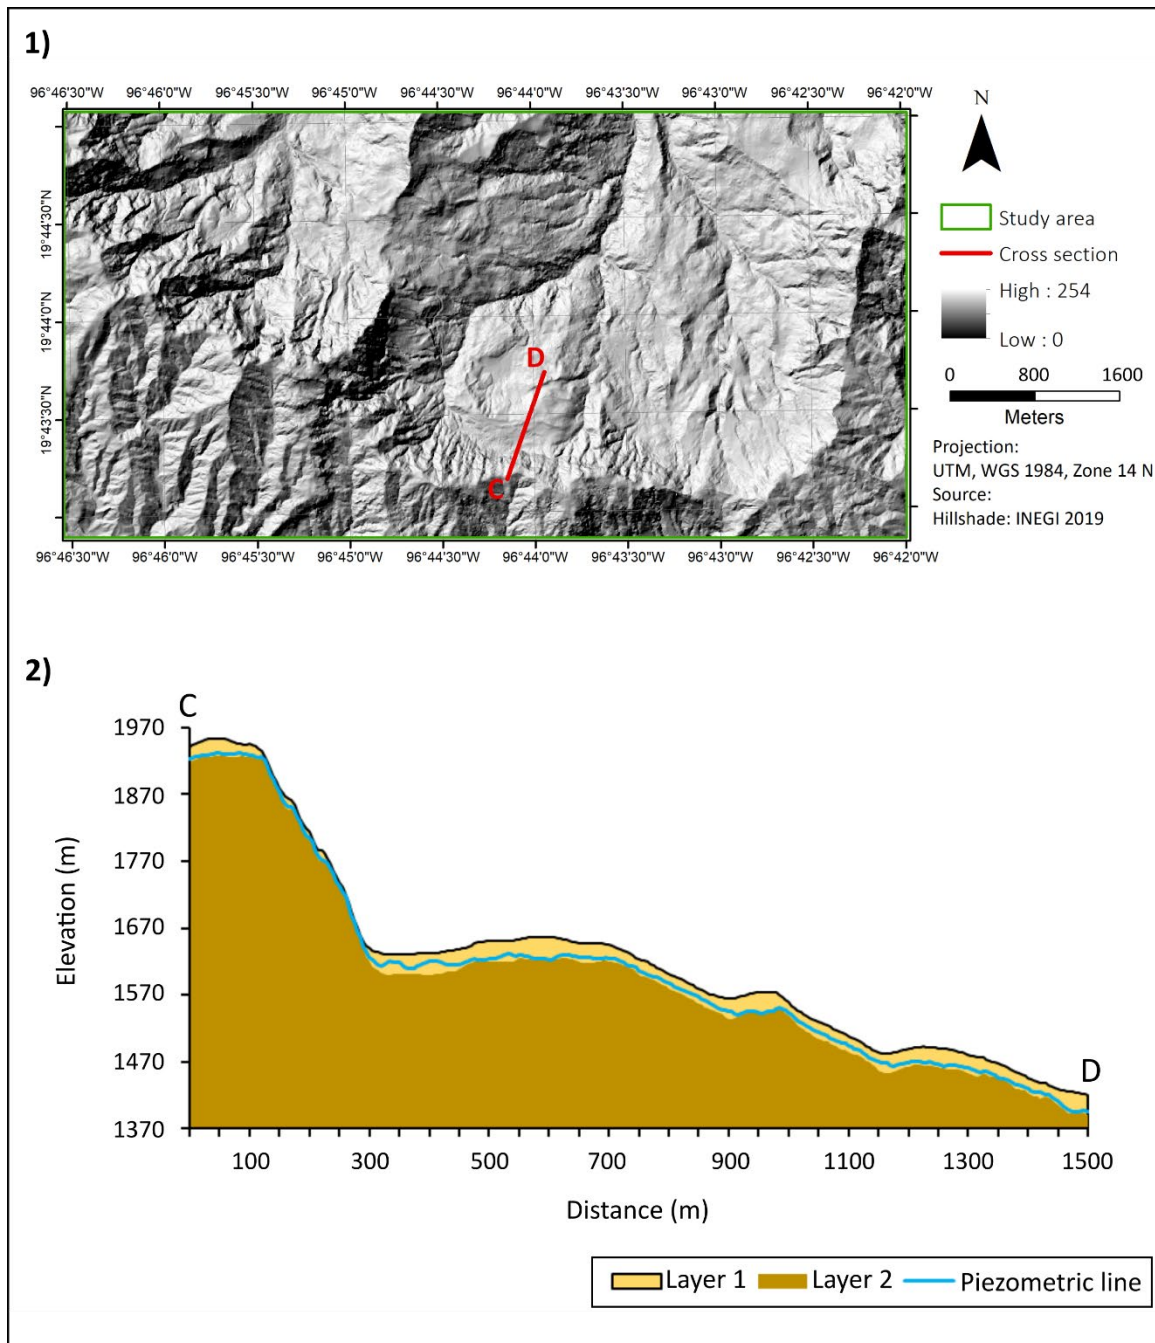 1)
96°46'30"W 96°46'0"W 96°45'30"W 96°45'0"W 96°44'30"W 96°44'0"W 96°43'30"W 96°43'0"W 96°42'30"W 96°42'0"W
N
19°44'30"N
19°44'0"N
19°43'30"N
D
C
96°46'30"W 96°46'0"W 96°45'30"W 96°45'0"W 96°44'30"W 96°44'0"W 96°43'30"W 96°43'0"W 96°42'30"W 96°42'0"W
Study area
Cross section
High : 254
Low : 0
0 800 1600
Meters
Projection:
UTM, WGS 1984, Zone 14 N
Source:
Hillshade: INEGI 2019
2)
C
1970
1870
1770
1670
1570
1470
1370
Elevation (m)
D
100 300 500 700 900 1100 1300 1500
Distance (m)
Layer 1 Layer 2 Piezometric line